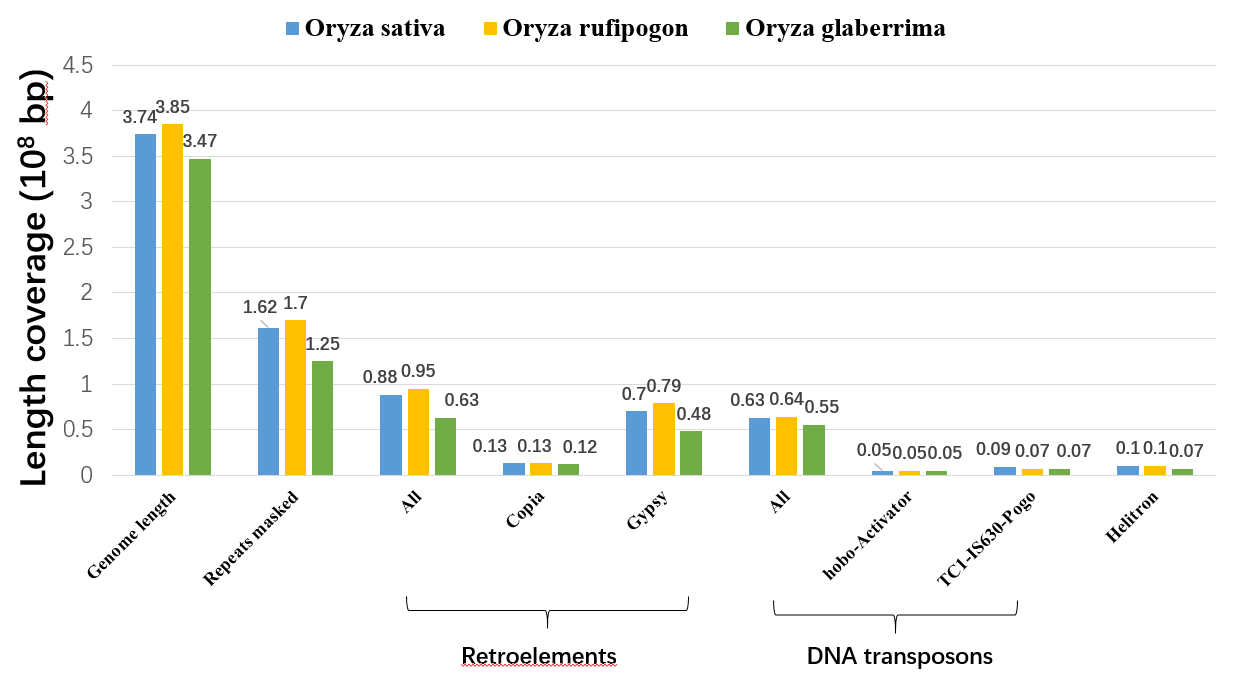 Oryza sativa Oryza rufipogon Oryza glaberrima
Length coverage (10⁸ bp)
4.5
4
3.5
3
2.5
2
1.5
1
0.5
0
3.74 3.85 3.47
1.62 1.7 1.25
0.88 0.95 0.63
0.13 0.13 0.12
0.7 0.79 0.48
0.63 0.64 0.55
0.05 0.05 0.05
0.09 0.07 0.07
0.1 0.1 0.07
Genome length
Repeats masked
All
Copia
Gypsy
All
hobo-Activator
TC1-IS630-Pogo
Helitron
Retroelements
DNA transposons